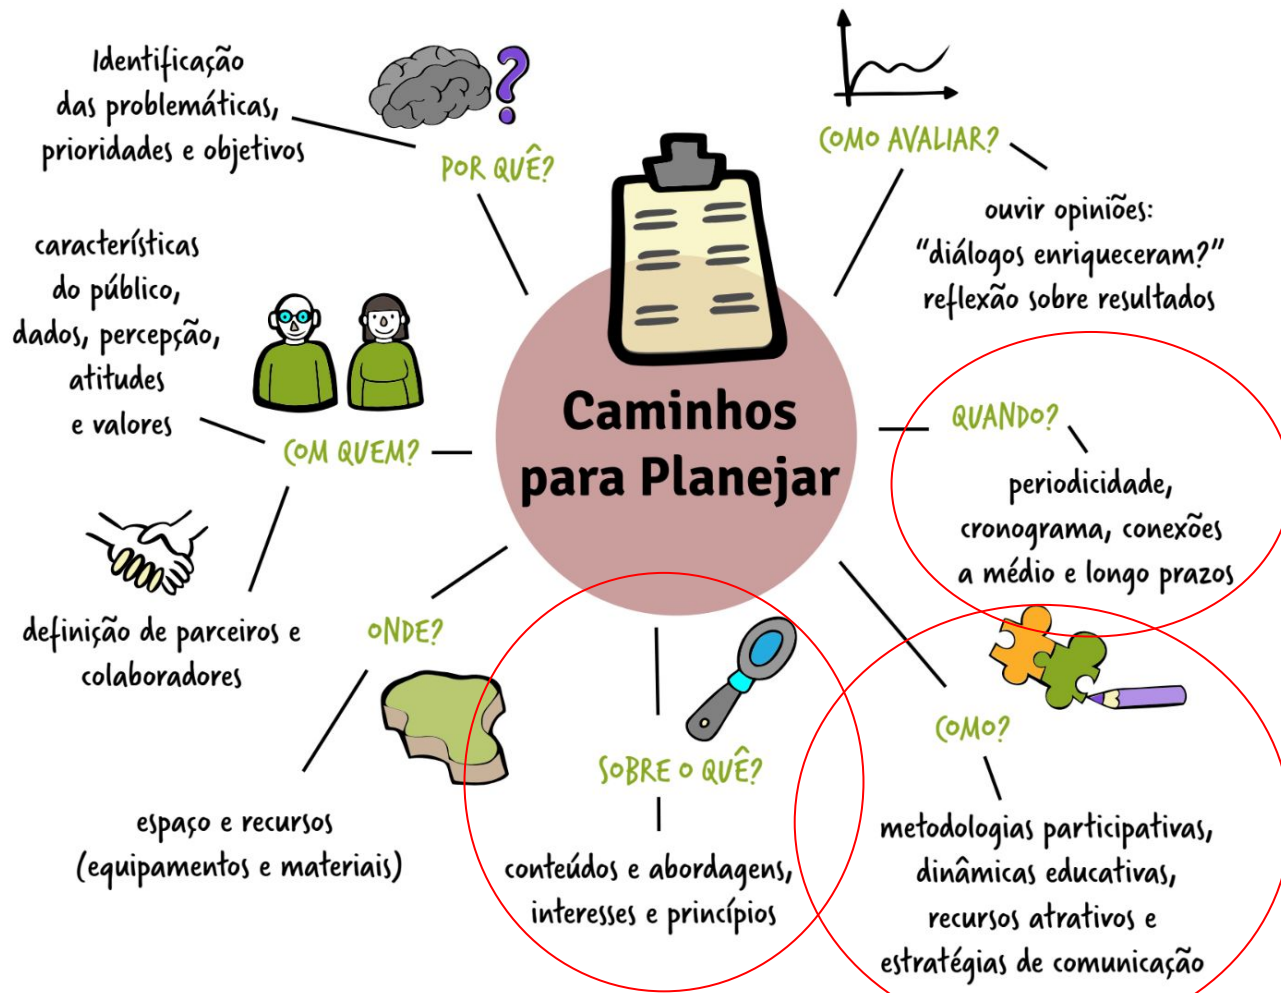 Identificação
das problemáticas,
prioridades e objetivos
?
POR QUÊ?
COMO AVALIAR?
ouvir opiniões:
“diálogos enriqueceram?”
reflexão sobre resultados
característicos
do público,
dados, percepção,
atitudes
e valores
COM QUEM?
Caminhos
para Planejar
QUANDO?
periodicidade,
cronograma, conexões
a médio e longo prazos
definição de parceiros e
colaboradores
ONDE?
espaço e recursos
(equipamentos e materiais)
SOBRE O QUÊ?
conteúdos e abordagens,
interesses e princípios
COMO?
metodologias participativas,
dinâmicas educativas,
recursos atrativos e
estratégias de comunicação